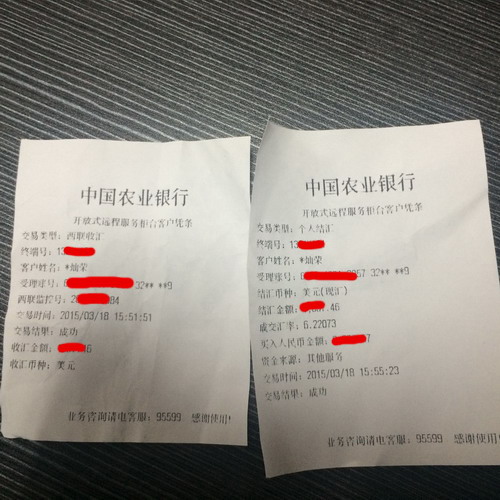 中国农业银行
开放式远程服务柜台客户凭条
交易类型：西联收汇
终端号：13
客户姓名：*灿荣
受理账号：6 32** **9
西联监控号：20 84
交易时间：2015/03/18 15:51:51
交易结果：成功
收汇金额： 6
收汇币种：美元
业务咨询请电客服：95599 感谢使用！
中国农业银行
开放式远程服务柜台客户凭条
交易类型：个人结汇
终端号：13
客户姓名：*灿荣
受理账号：6 57 32** **9
结汇币种：美元(现汇)
结汇金额： .46
成交汇率：6.22073
买入人民币金额： 7
资金来源：其他服务
交易时间：2015/03/18 15:55:23
交易结果：成功
业务咨询请电客服：95599 感谢使用！